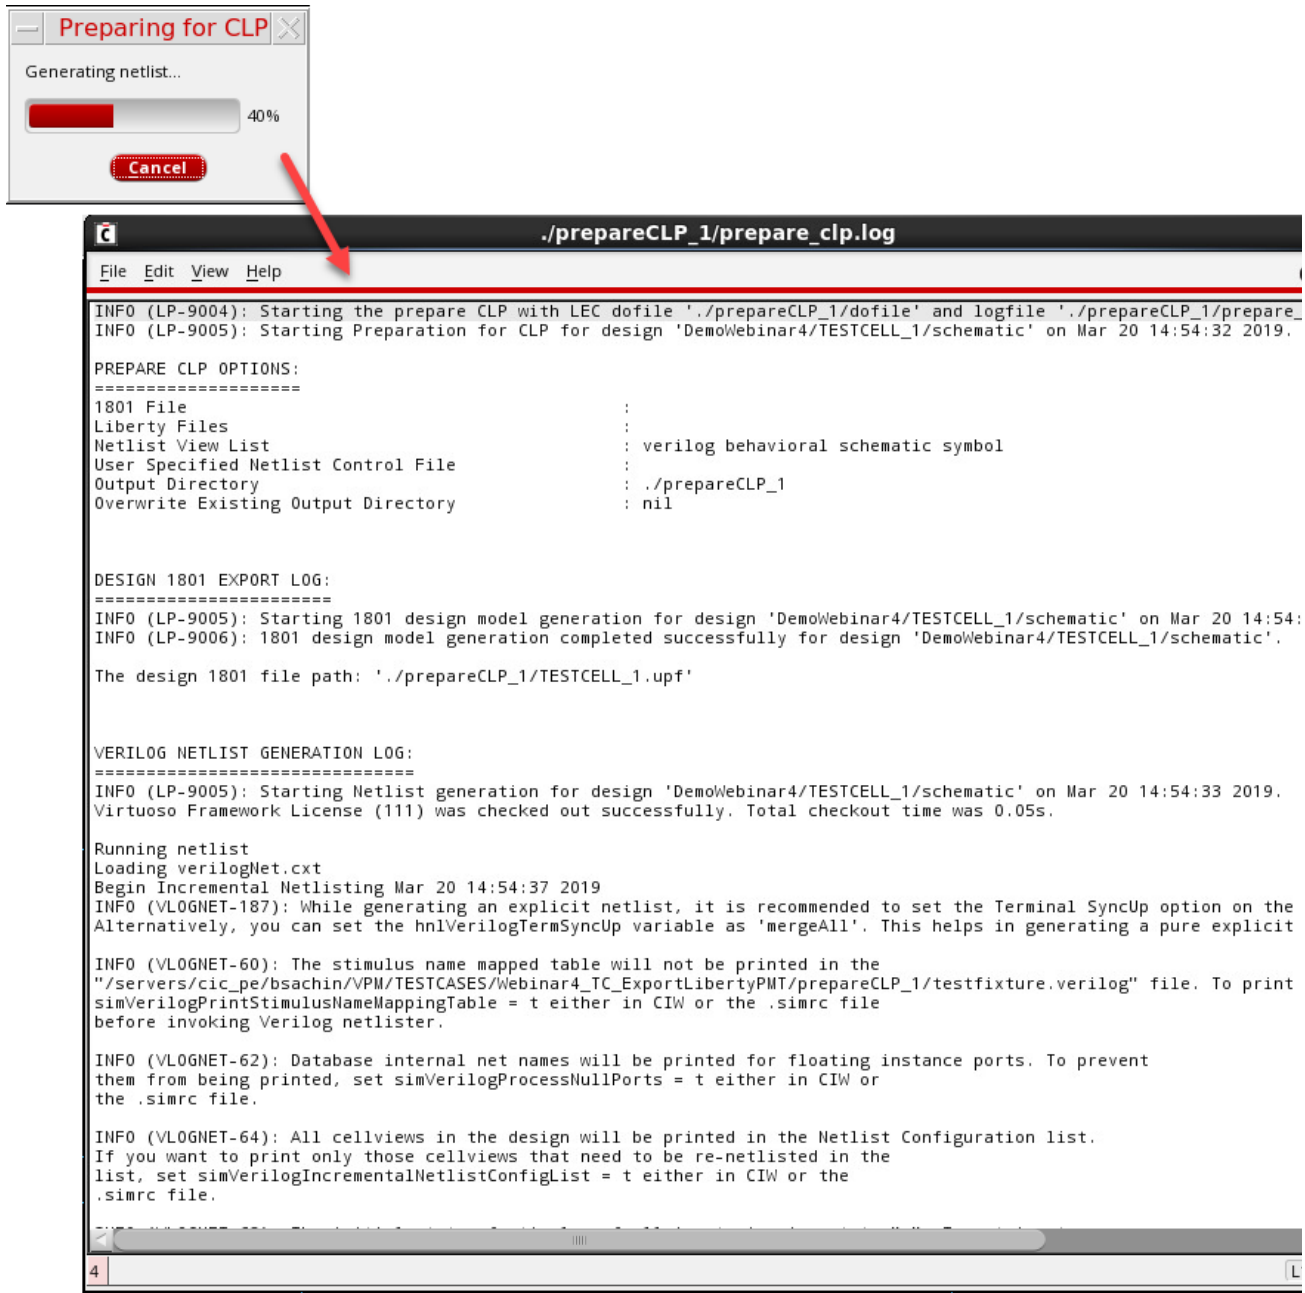 Preparing for CLP
Generating netlist...
40%
Cancel
./prepareCLP_1/prepare_clp.log
File Edit View Help
INFO (LP-9004): Starting the prepare CLP with LEC dofile './prepareCLP_1/dofile' and logfile './prepareCLP_1/prepare_
INFO (LP-9005): Starting Preparation for CLP for design 'DemoWebinar4/TESTCELL_1/schematic' on Mar 20 14:54:32 2019.
PREPARE CLP OPTIONS:
====================
1801 File :
Liberty Files :
Netlist View List : verilog behavioral schematic symbol
User Specified Netlist Control File :
Output Directory : ./prepareCLP_1
Overwrite Existing Output Directory : nil
DESIGN 1801 EXPORT LOG:
=======================
INFO (LP-9005): Starting 1801 design model generation for design 'DemoWebinar4/TESTCELL_1/schematic' on Mar 20 14:54:
INFO (LP-9006): 1801 design model generation completed successfully for design 'DemoWebinar4/TESTCELL_1/schematic'.
The design 1801 file path: './prepareCLP_1/TESTCELL_1.upf'
VERILOG NETLIST GENERATION LOG:
===============================
INFO (LP-9005): Starting Netlist generation for design 'DemoWebinar4/TESTCELL_1/schematic' on Mar 20 14:54:33 2019.
Virtuoso Framework License (111) was checked out successfully. Total checkout time was 0.05s.
Running netlist
Loading verilogNet.cxt
Begin Incremental Netlisting Mar 20 14:54:37 2019
INFO (VLOGNET-187): While generating an explicit netlist, it is recommended to set the Terminal SyncUp option on the
Alternatively, you can set the hnlVerilogTermSyncUp variable as 'mergeAll'. This helps in generating a pure explicit
INFO (VLOGNET-60): The stimulus name mapped table will not be printed in the
"/servers/cic_pe/bsachin/VPM/TESTCASES/Webinar4_TC_ExportLibertyPMT/prepareCLP_1/testfixture.verilog" file. To print
simVerilogPrintStimulusNameMappingTable = t either in CIW or the .simrc file
before invoking Verilog netlister.
INFO (VLOGNET-62): Database internal net names will be printed for floating instance ports. To prevent
them from being printed, set simVerilogProcessNullPorts = t either in CIW or
the .simrc file.
INFO (VLOGNET-64): All cellviews in the design will be printed in the Netlist Configuration list.
If you want to print only those cellviews that need to be re-netlisted in the
list, set simVerilogIncrementalNetlistConfigList = t either in CIW or the
.simrc file.
4